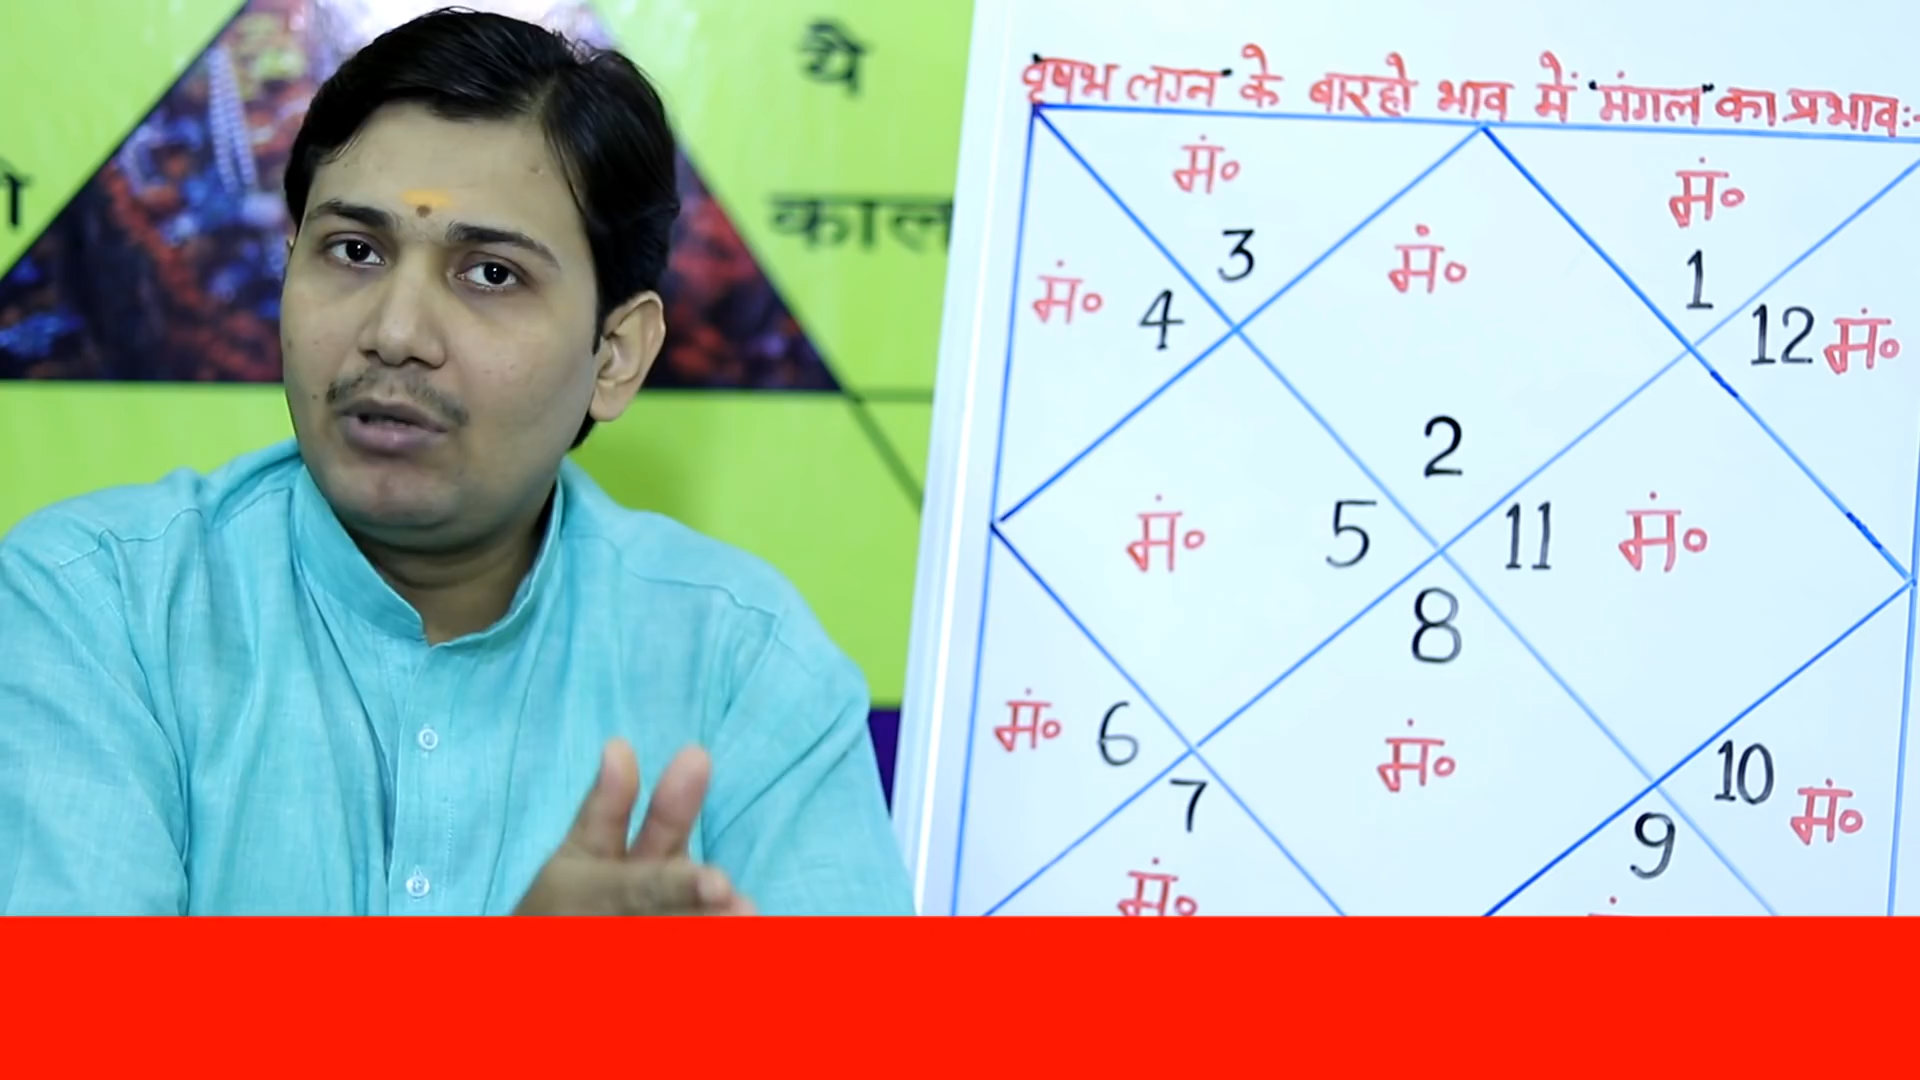 वृषभ लग्न के बारहो भाव में "मंगल" का प्रभाव:-
यै
काल
मं०
मं०
3
मं०
1
मं०
4
12
मं०
2
मं०
5
11
मं०
8
मं०
6
मं०
10
मं०
7
9
मं०